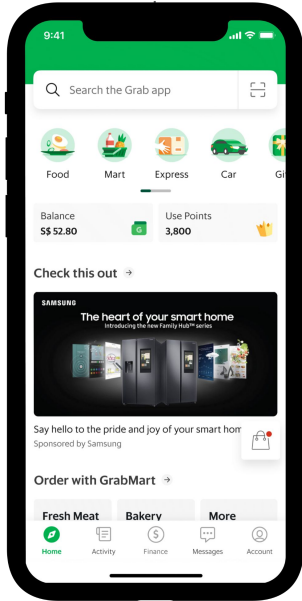 9:41
Search the Grab app
Food
Mart
Express
Car
Gi
Balance
S$ 52.80
G
Use Points
3,800
Check this out
SAMSUNG
The heart of your smart home
Introducing the new Family Hub™ series
Say hello to the pride and joy of your smart hom
Sponsored by Samsung
Order with GrabMart
Fresh Meat
Bakery
More
Home
Activity
Finance
Messages
Account